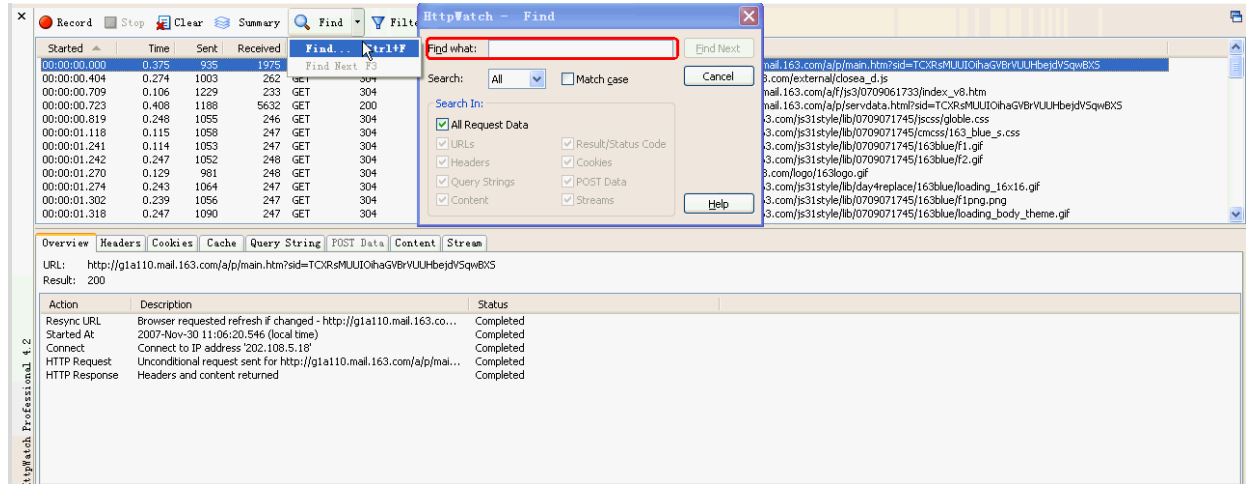 Record Stop Clear Summary Find Filte
HttpWatch - Find
Started Time Sent Received
Find... Ctrl+F
Find Next F3
Find what:
Find Next
Search: All Match case
Cancel
Search In:
All Request Data
URLs Result/Status Code
Headers Cookies
Query Strings POST Data
Content Streams
Help
00:00:00.000 0.375 935 1975 mail.163.com/a/p/main.htm?sid=TCXRsMUUIOihaGVBrVUUHbejdVSqwBXS
00:00:00.404 0.274 1003 262 GET 304 3.com/external/closea_d.js
00:00:00.709 0.106 1229 233 GET 304 mail.163.com/a/f/js3/0709061733/index_v8.htm
00:00:00.723 0.408 1188 5632 GET 200 mail.163.com/a/p/servdata.html?sid=TCXRsMUUIOihaGVBrVUUHbejdVSqwBXS
00:00:00.819 0.248 1055 246 GET 304 3.com/js31style/lib/0709071745/jscss/globle.css
00:00:01.118 0.115 1058 247 GET 304 3.com/js31style/lib/0709071745/cmcss/163_blue_s.css
00:00:01.241 0.114 1053 247 GET 304 3.com/js31style/lib/0709071745/163blue/f1.gif
00:00:01.242 0.247 1052 248 GET 304 3.com/js31style/lib/0709071745/163blue/f2.gif
00:00:01.270 0.129 981 248 GET 304 3.com/logo/163logo.gif
00:00:01.274 0.243 1064 247 GET 304 3.com/js31style/lib/day4replace/163blue/loading_16x16.gif
00:00:01.302 0.239 1056 247 GET 304 3.com/js31style/lib/0709071745/163blue/f1png.png
00:00:01.318 0.247 1090 247 GET 304 3.com/js31style/lib/0709071745/163blue/loading_body_theme.gif
Overview Headers Cookies Cache Query String POST Data Content Stream
URL: http://g1a110.mail.163.com/a/p/main.htm?sid=TCXRsMUUIOihaGVBrVUUHbejdVSqwBXS
Result: 200
Action Description Status
Resync URL Browser requested refresh if changed - http://g1a110.mail.163.co... Completed
Started At 2007-Nov-30 11:06:20.546 (local time) Completed
Connect Connect to IP address '202.108.5.18' Completed
HTTP Request Unconditional request sent for http://g1a110.mail.163.com/a/p/mai... Completed
HTTP Response Headers and content returned Completed
HttpWatch Professional 4.2